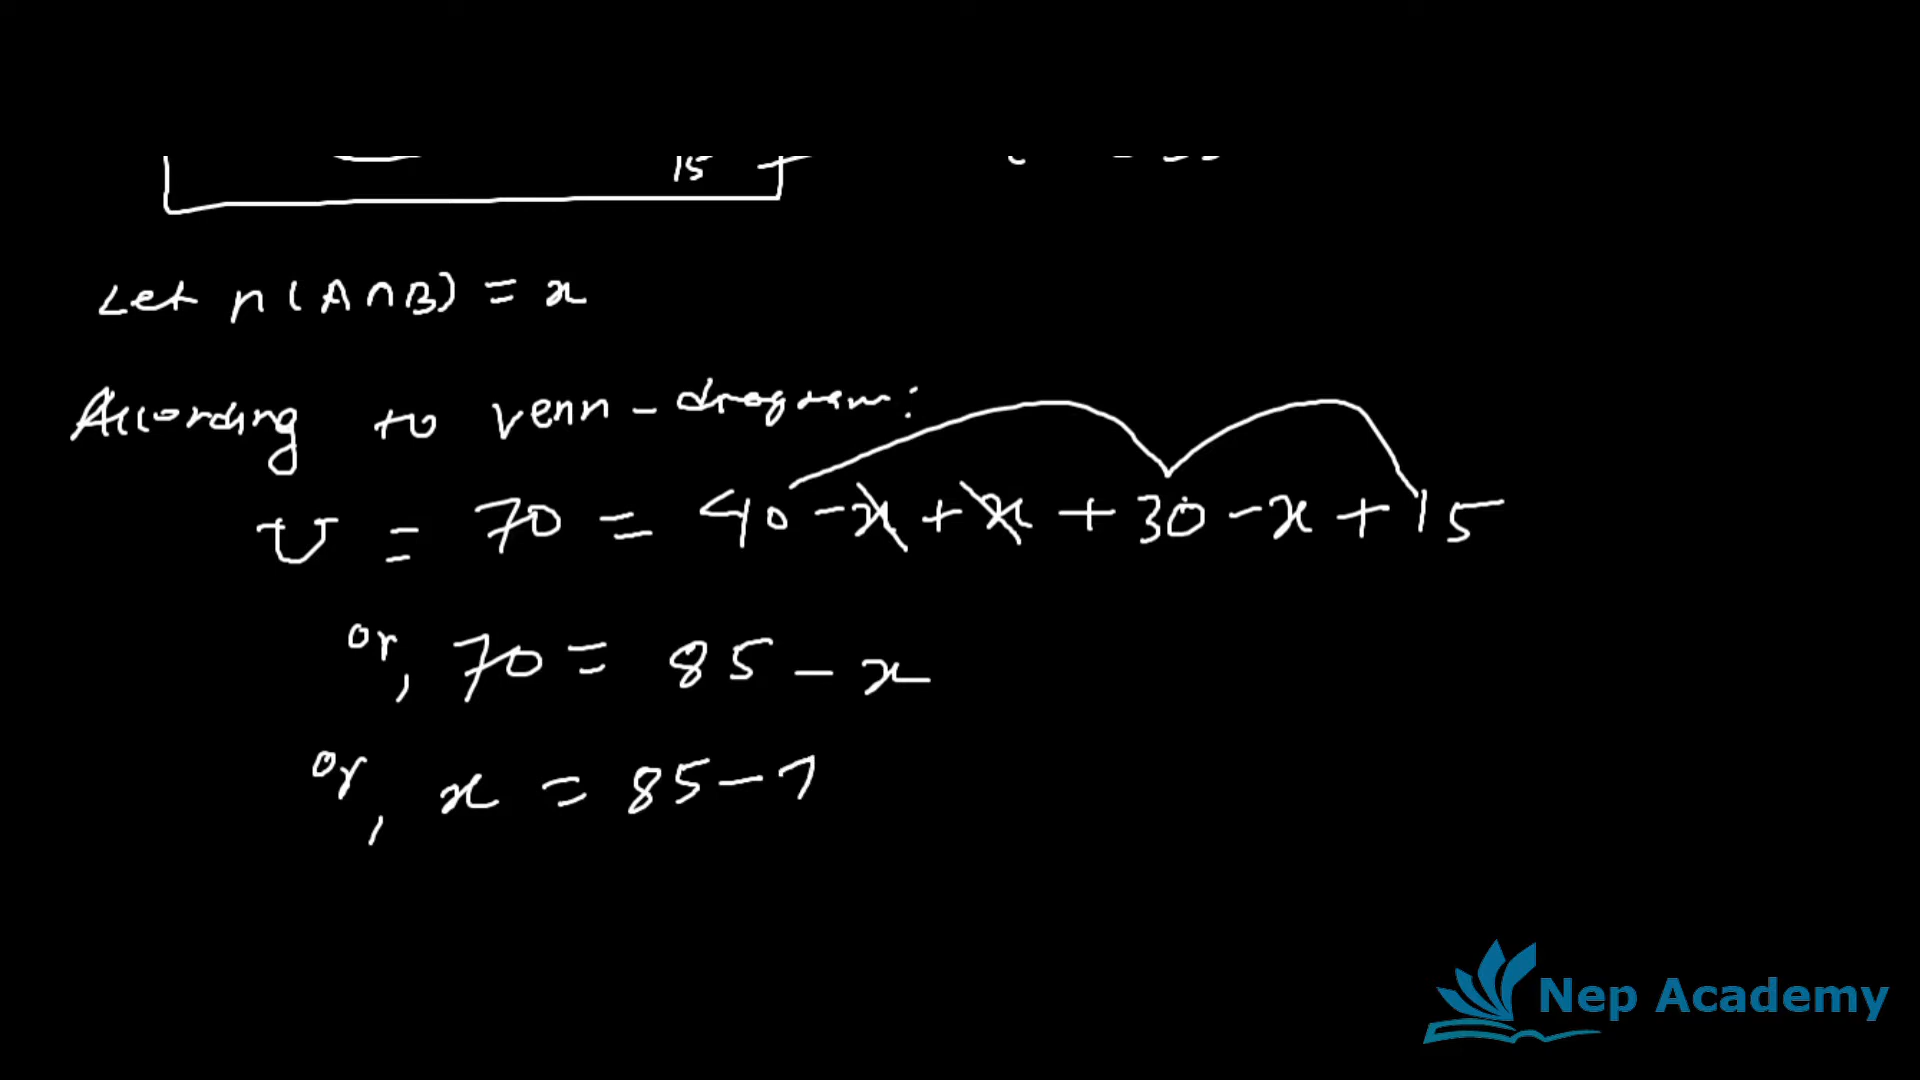 15
Let n(A∩B) = x
According to venn-diagram:
U = 70 = 40 - x + x + 30 - x + 15
or, 70 = 85 - x
or, x = 85 - 7
Nep Academy